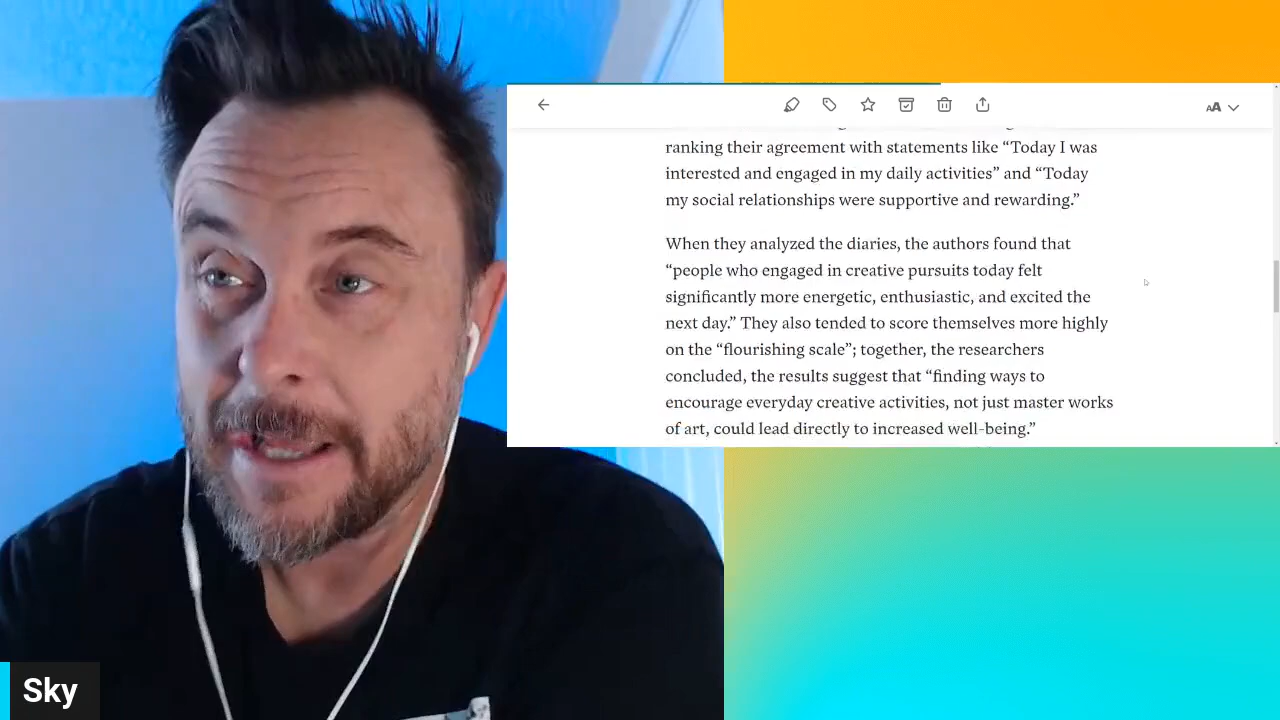 ranking their agreement with statements like “Today I was
interested and engaged in my daily activities” and “Today
my social relationships were supportive and rewarding.”
When they analyzed the diaries, the authors found that
“people who engaged in creative pursuits today felt
significantly more energetic, enthusiastic, and excited the
next day.” They also tended to score themselves more highly
on the “flourishing scale”; together, the researchers
concluded, the results suggest that “finding ways to
encourage everyday creative activities, not just master works
of art, could lead directly to increased well-being.”
AA
Sky